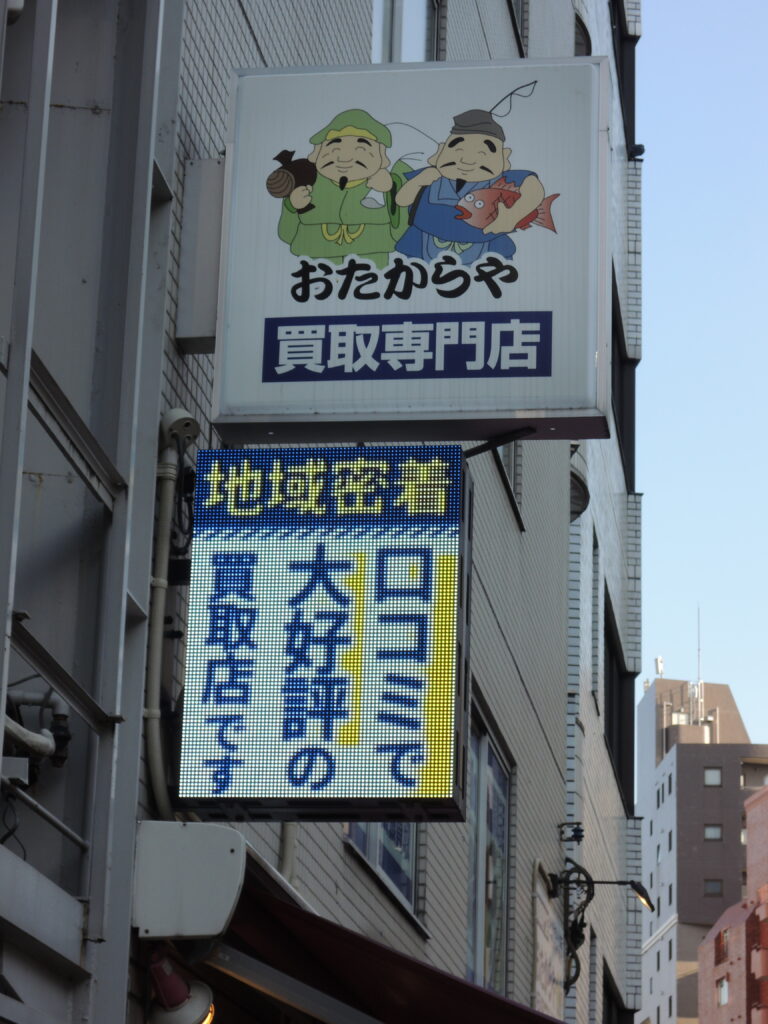 おたからや
買取専門店
地域密着
口コミで
大好評の
買取店です